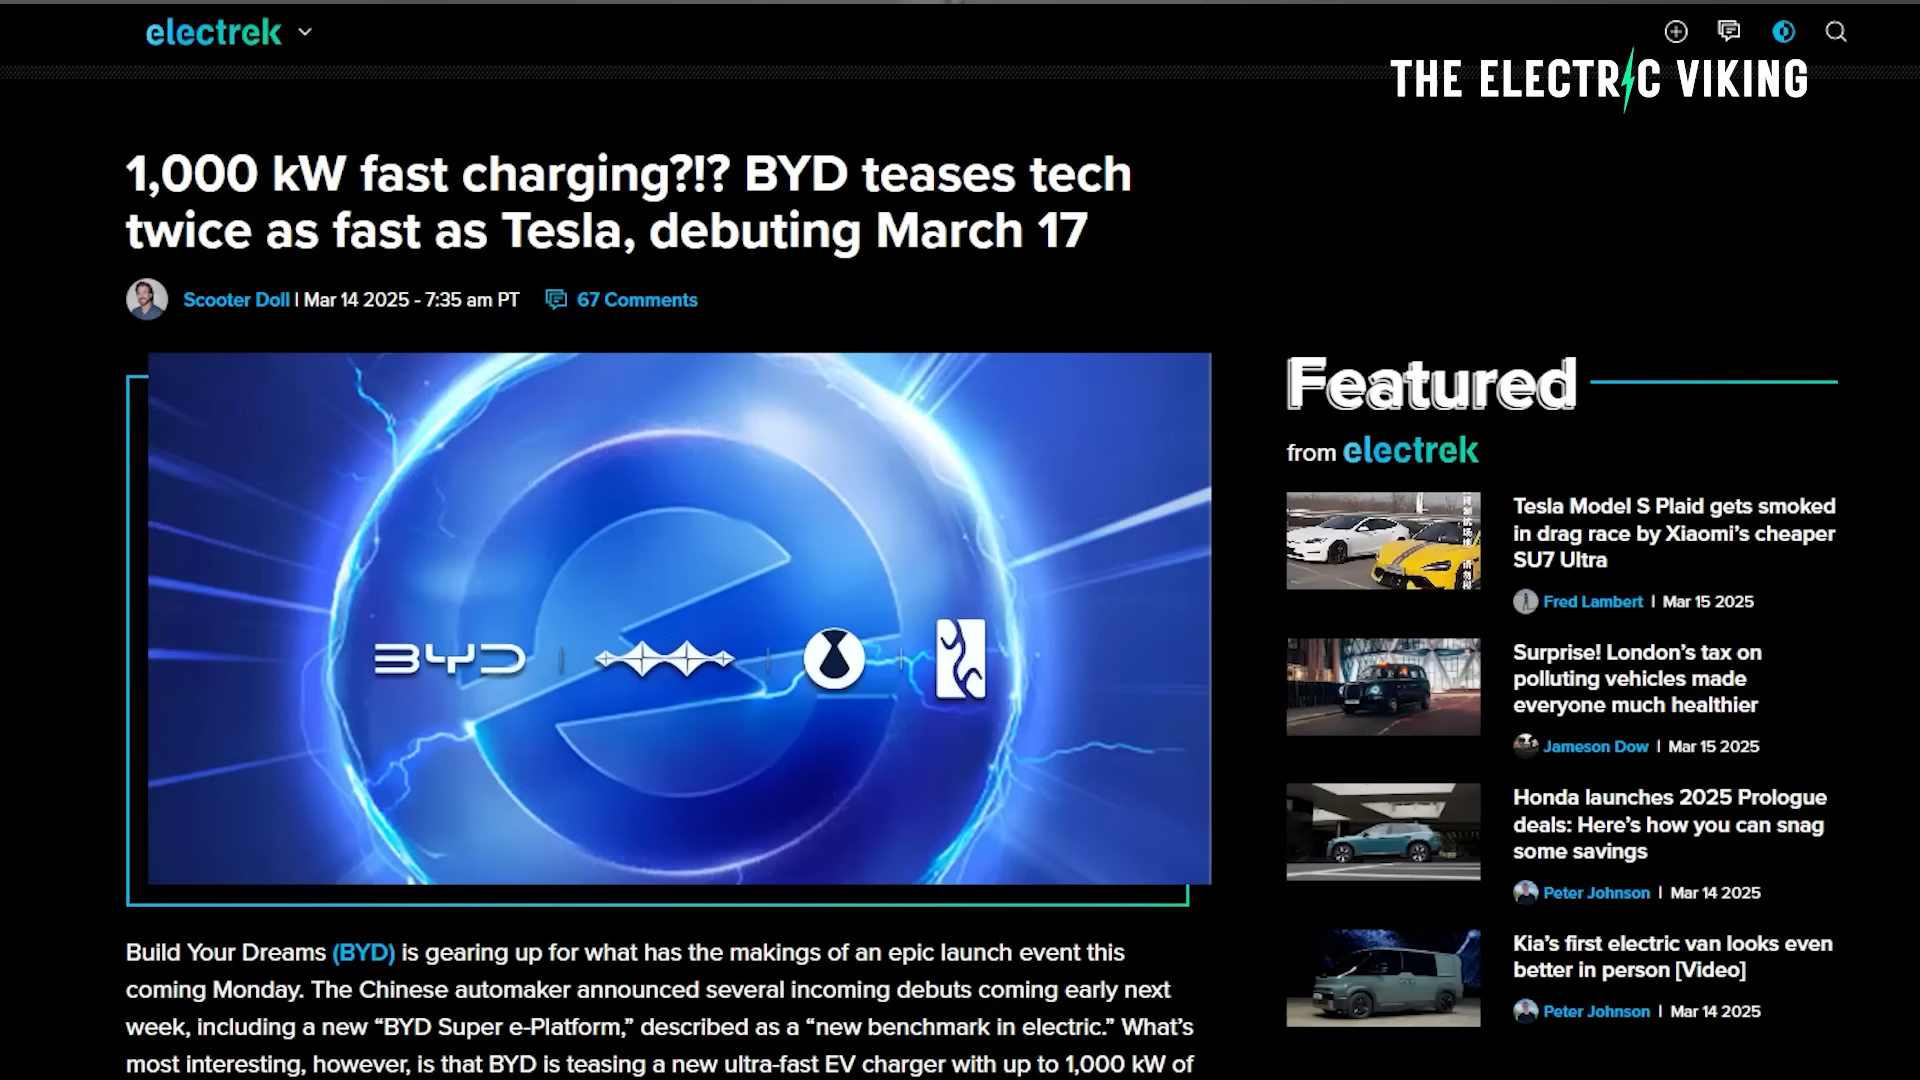 electrek
THE ELECTRIC VIKING
1,000 kW fast charging?!? BYD teases tech
twice as fast as Tesla, debuting March 17
Scooter Doll | Mar 14 2025 - 7:35 am PT
67 Comments
BYD
Build Your Dreams (BYD) is gearing up for what has the makings of an epic launch event this
coming Monday. The Chinese automaker announced several incoming debuts coming early next
week, including a new “BYD Super e-Platform,” described as a “new benchmark in electric.” What’s
most interesting, however, is that BYD is teasing a new ultra-fast EV charger with up to 1,000 kW of
Featured
from electrek
Tesla Model S Plaid gets smoked
in drag race by Xiaomi’s cheaper
SU7 Ultra
Fred Lambert | Mar 15 2025
Surprise! London’s tax on
polluting vehicles made
everyone much healthier
Jameson Dow | Mar 15 2025
Honda launches 2025 Prologue
deals: Here’s how you can snag
some savings
Peter Johnson | Mar 14 2025
Kia’s first electric van looks even
better in person [Video]
Peter Johnson | Mar 14 2025